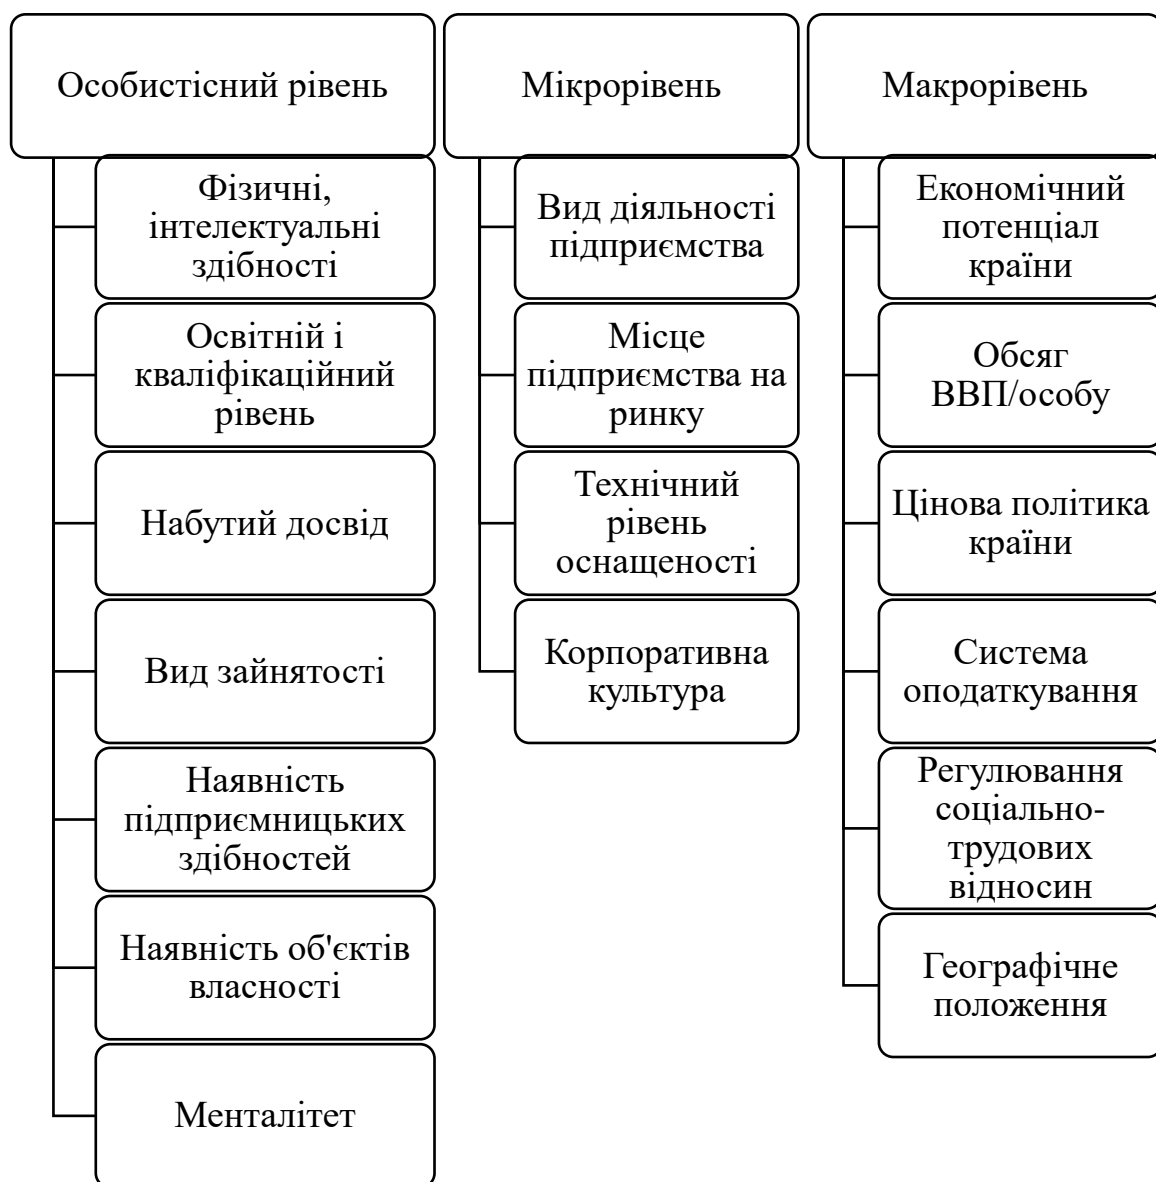 Особистісний рівень
Фізичні,
інтелектуальні
здібності
Освітній і
кваліфікаційний
рівень
Набутий досвід
Вид зайнятості
Наявність
підприємницьких
здібностей
Наявність об'єктів
власності
Менталітет
Мікрорівень
Вид діяльності
підприємства
Місце
підприємства на
ринку
Технічний
рівень
оснащеності
Корпоративна
культура
Макрорівень
Економічний
потенціал
країни
Обсяг
ВВП/особу
Цінова політика
країни
Система
оподаткування
Регулювання
соціально-
трудових
відносин
Географічне
положення